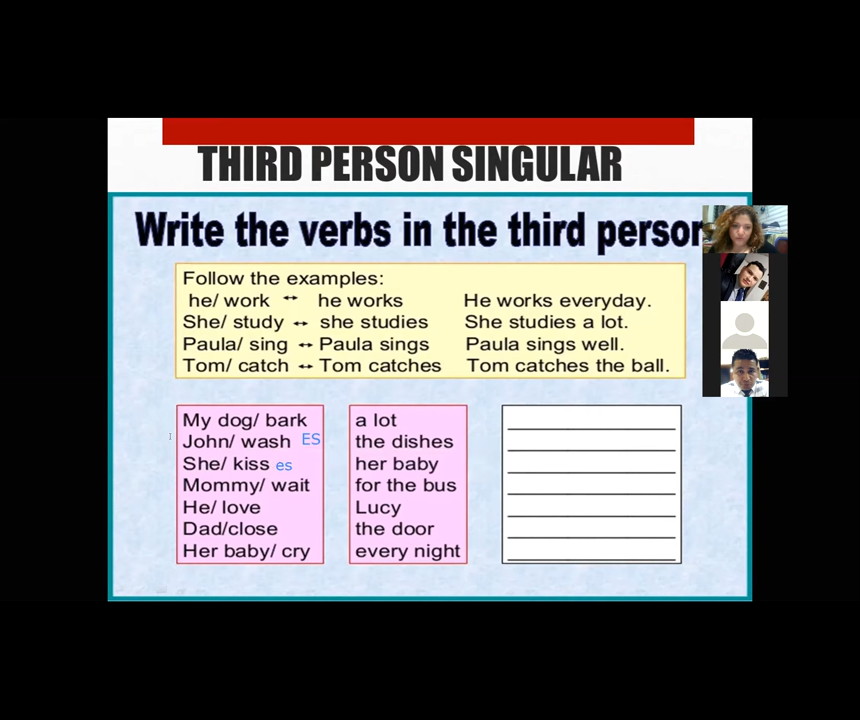 THIRD PERSON SINGULAR
Write the verbs in the third person
Follow the examples:
he/ work ↔ he works He works everyday.
She/ study ↔ she studies She studies a lot.
Paula/ sing ↔ Paula sings Paula sings well.
Tom/ catch ↔ Tom catches Tom catches the ball.
My dog/ bark a lot
John/ wash ES the dishes
She/ kiss es her baby
Mommy/ wait for the bus
He/ love Lucy
Dad/close the door
Her baby/ cry every night